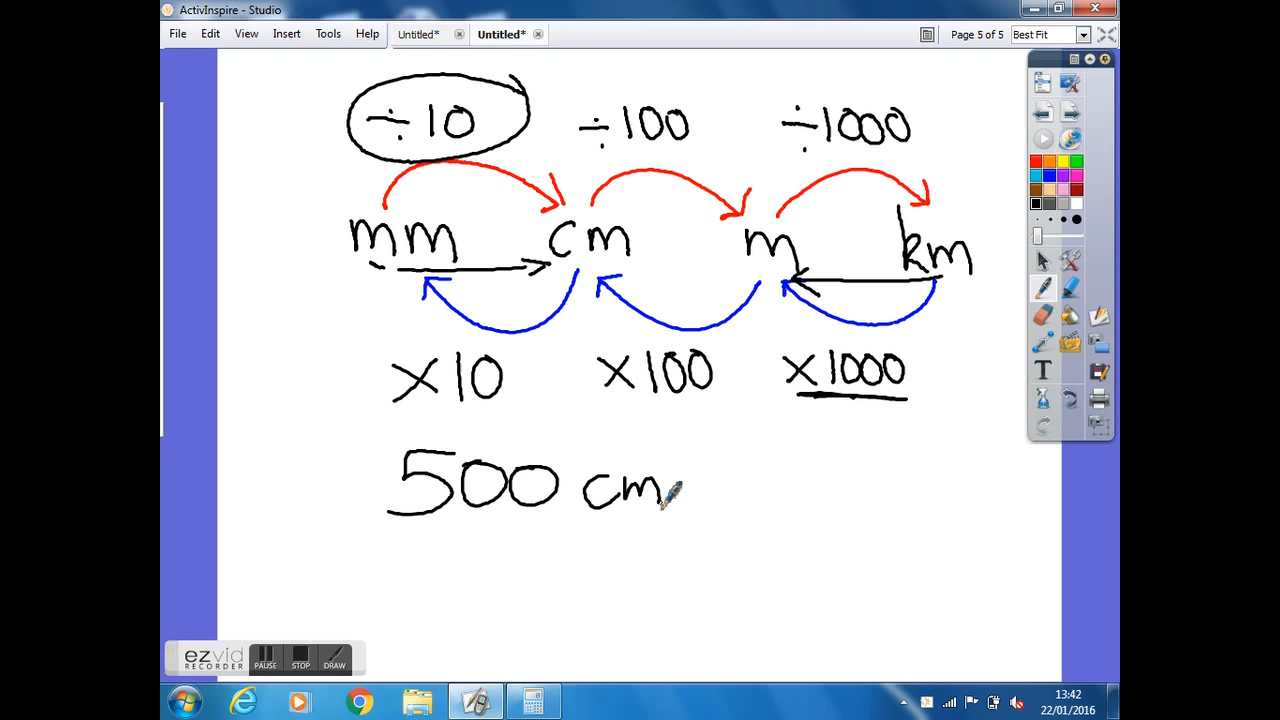 ActivInspire - Studio
File Edit View Insert Tools Help Untitled* Untitled* Page 5 of 5 Best Fit
÷10 ÷100 ÷1000
mm cm m km
×10 ×100 ×1000
500 cm
T
ezvid
RECORDER
PAUSE STOP DRAW
13:42
22/01/2016